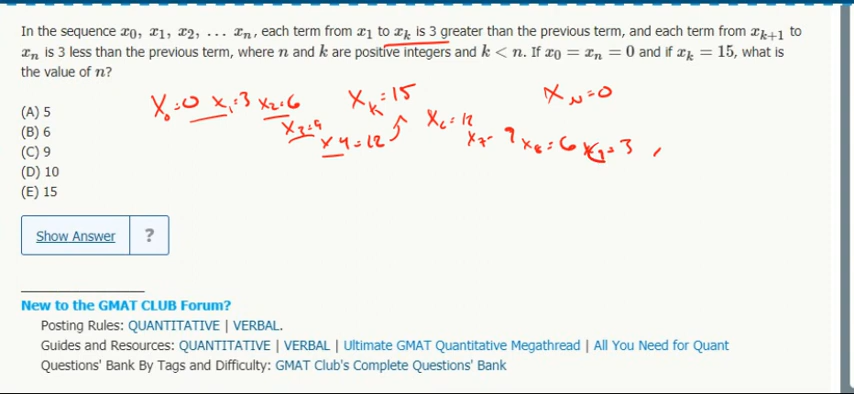 In the sequence x₀, x₁, x₂, ... xₙ, each term from x₁ to xₖ is 3 greater than the previous term, and each term from xₖ₊₁ to
xₙ is 3 less than the previous term, where n and k are positive integers and k < n. If x₀ = xₙ = 0 and if xₖ = 15, what is
the value of n?
X₀=0 X₁=3 X₂=6 Xₖ=15 Xₙ=0
X₃=9 X₆=12
X4=12 X₇=9 X₈=6 X₉=3
(A) 5
(B) 6
(C) 9
(D) 10
(E) 15
Show Answer ?
New to the GMAT CLUB Forum?
Posting Rules: QUANTITATIVE | VERBAL.
Guides and Resources: QUANTITATIVE | VERBAL | Ultimate GMAT Quantitative Megathread | All You Need for Quant
Questions' Bank By Tags and Difficulty: GMAT Club's Complete Questions' Bank